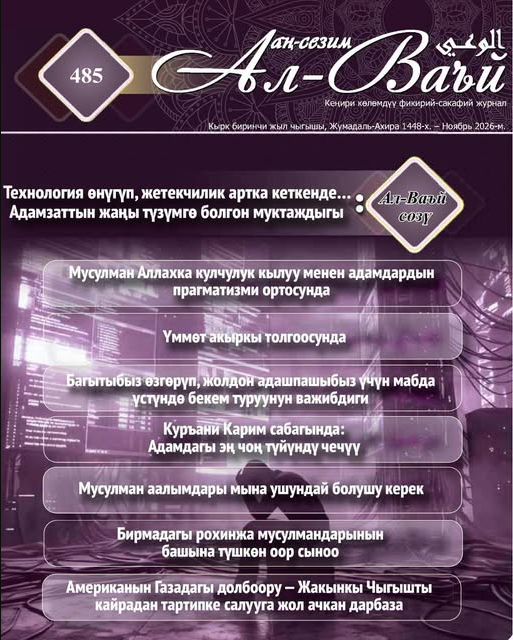 485
الوعي
Аң-сезим
Ал-Ваъй
Кеңири көлөмдүү фикирий-сакафий журнал
Кырк биринчи жыл чыгышы, Жумадаль-Ахира 1448-х. – Ноябрь 2026-м.
Технология өнүгүп, жетекчилик артка кеткенде...
Адамзаттын жаңы түзүмгө болгон муктаждыгы
:
Ал-Ваъй
сөзү
Мусулман Аллахка кулчулук кылуу менен адамдардын
прагматизми ортосунда
Үммөт акыркы толгоосунда
Багытыбыз өзгөрүп, жолдон адашпашыбыз үчүн мабда
үстүндө бекем туруунун важибдиги
Куръани Карим сабагында:
Адамдагы эң чоң түйүндү чечүү
Мусулман аалымдары мына ушундай болушу керек
Бирмадагы рохинжа мусулмандарынын
башына түшкөн оор сыноо
Американын Газадагы долбоору – Жакынкы Чыгышты
кайрадан тартипке салууга жол ачкан дарбаза